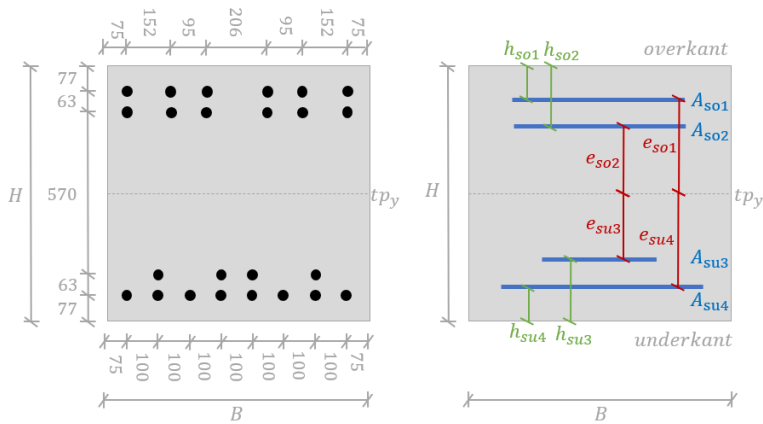 75 152 95 206 95 152 75
77
63
H 570
63
77
tp_y
75 100 100 100 100 100 100 100 75
B
h_so1 h_so2 overkant
A_so1
A_so2
e_so1
e_so2
H tp_y
e_su3 e_su4
A_su3
A_su4
h_su4 h_su3 underkant
B